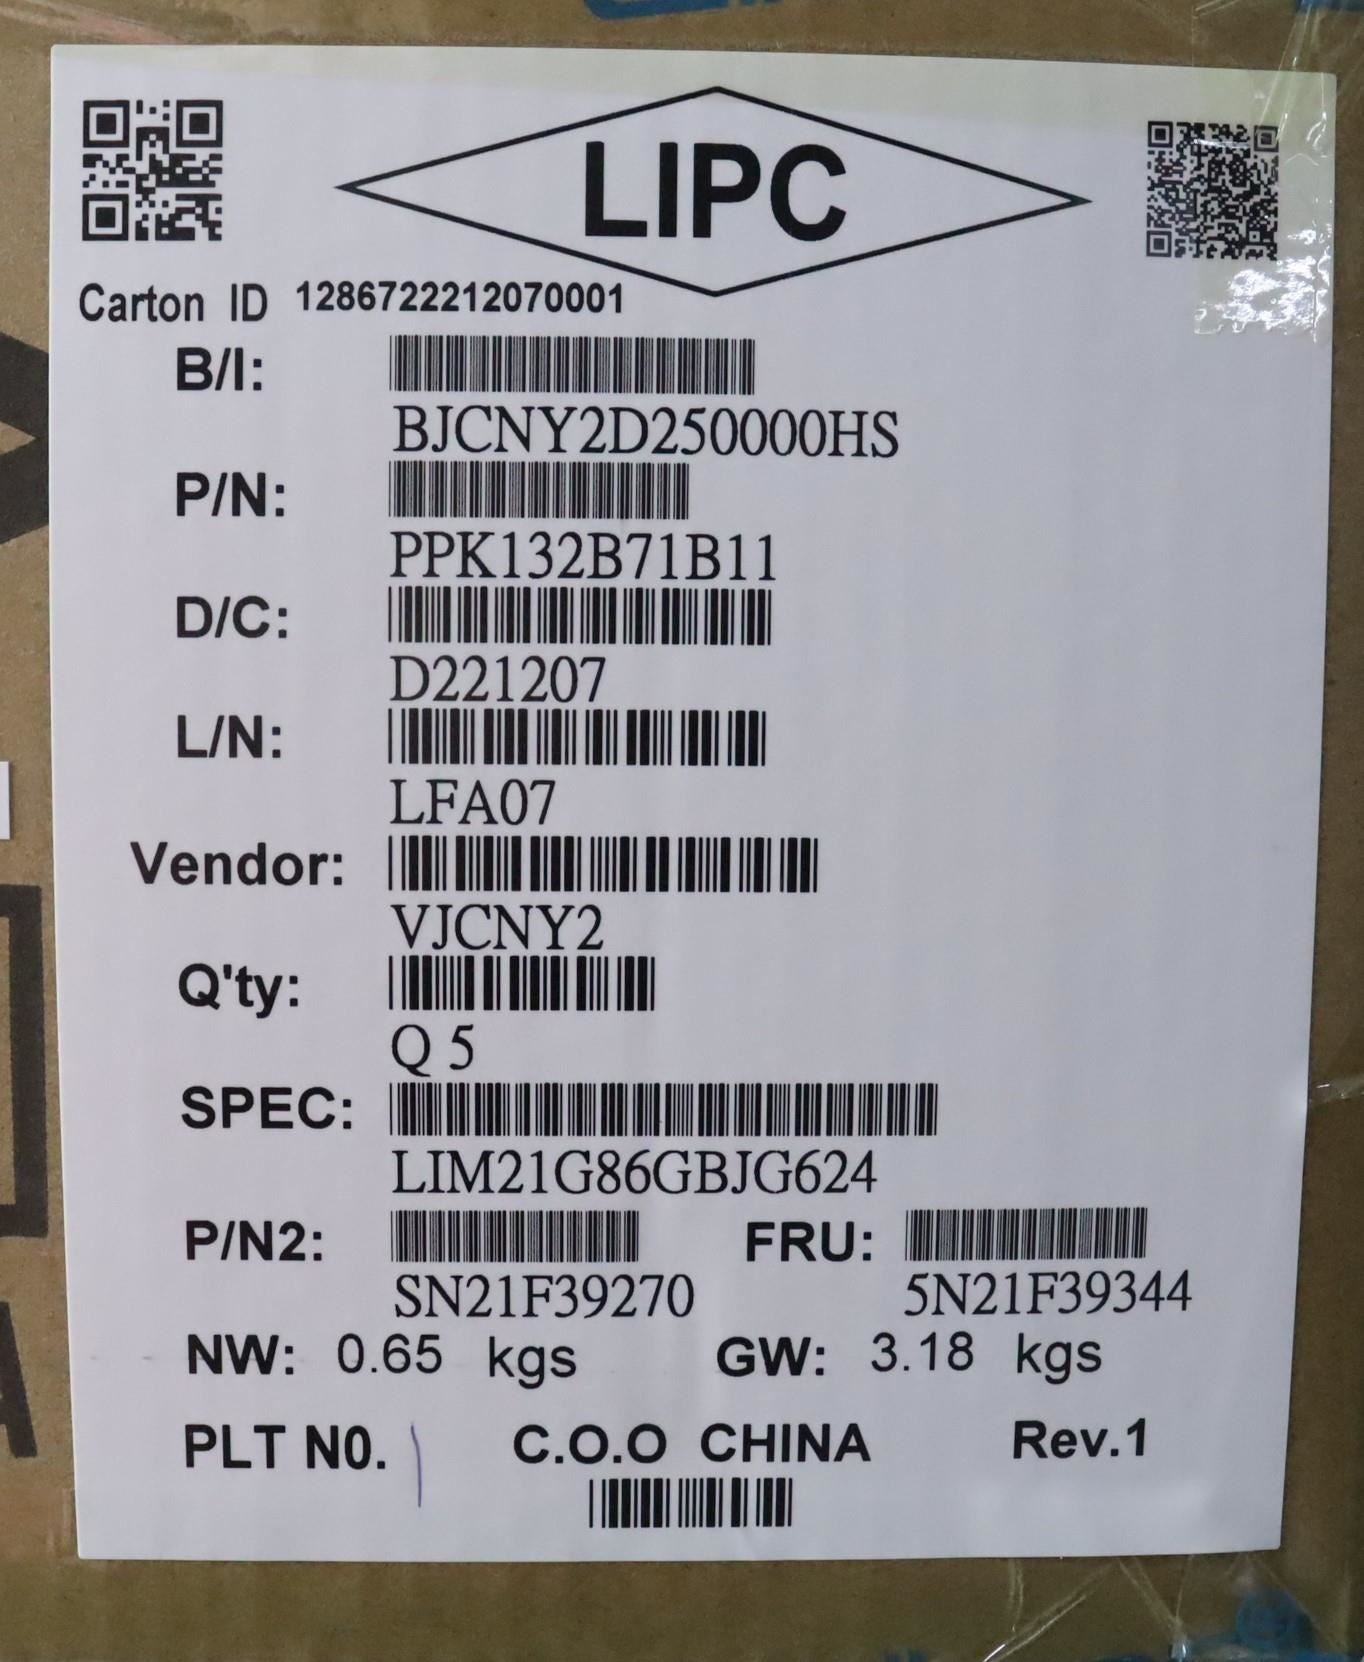 LIPC
Carton ID 1286722212070001
B/I:
BJCNY2D250000HS
P/N:
PPK132B71B11
D/C:
D221207
L/N:
LFA07
Vendor:
VJCNY2
Q'ty:
Q 5
SPEC:
LIM21G86GBJG624
P/N2: FRU:
SN21F39270 5N21F39344
NW: 0.65 kgs GW: 3.18 kgs
PLT N0. 1 C.O.O CHINA Rev.1